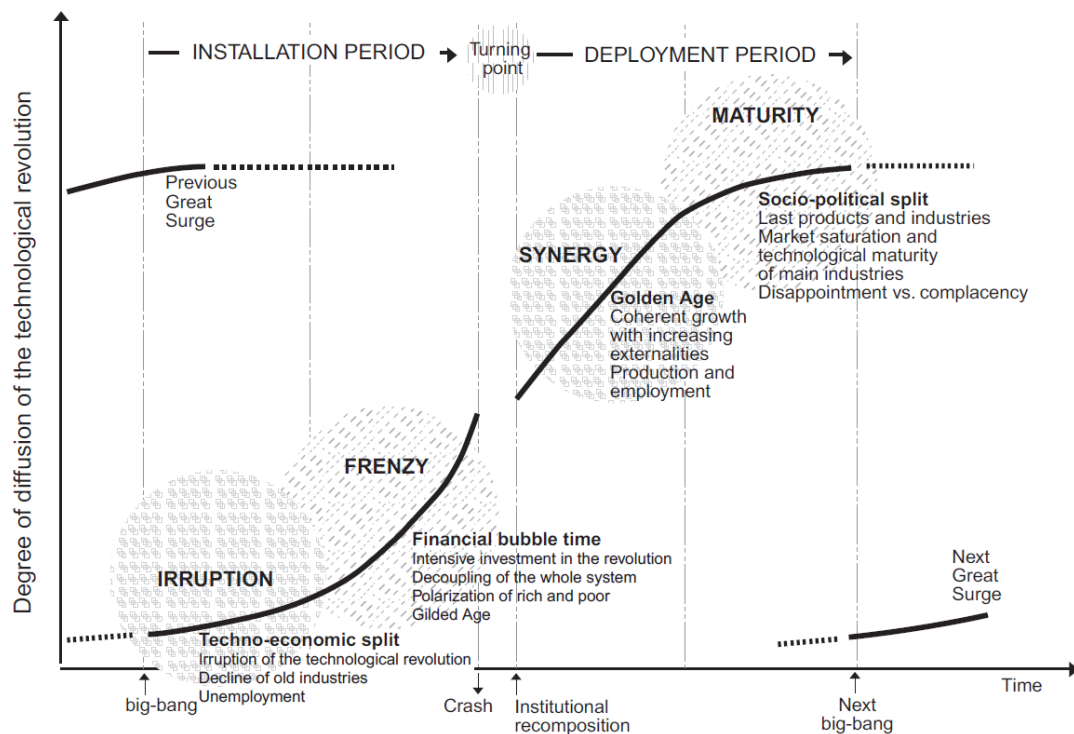 INSTALLATION PERIOD
Turning
point
DEPLOYMENT PERIOD
Degree of diffusion of the technological revolution
Previous
Great
Surge
MATURITY
Socio-political split
Last products and industries
Market saturation and
technological maturity
of main industries
Disappointment vs. complacency
SYNERGY
Golden Age
Coherent growth
with increasing
externalities
Production and
employment
FRENZY
Financial bubble time
Intensive investment in the revolution
Decoupling of the whole system
Polarization of rich and poor
Gilded Age
IRRUPTION
Techno-economic split
Irruption of the technological revolution
Decline of old industries
Unemployment
Next
Great
Surge
big-bang
Crash
Institutional
recomposition
Next
big-bang
Time